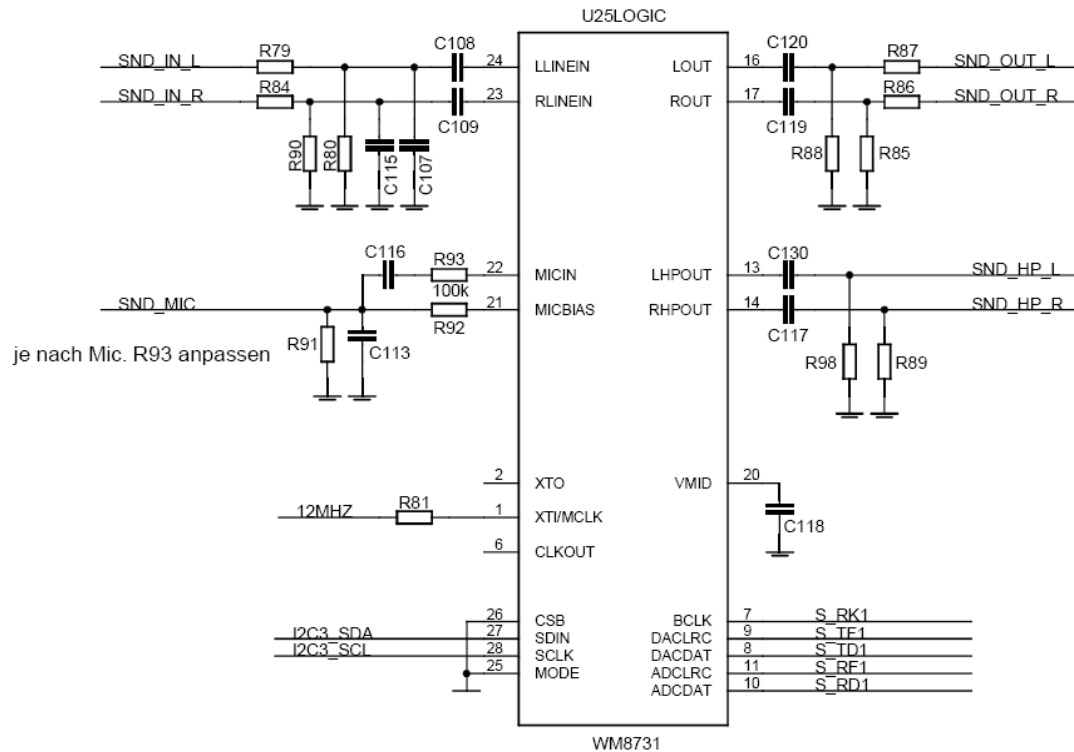 U25LOGIC
SND_IN_L R79 C108 24 LLINEIN LOUT 16 C120 R87 SND_OUT_L
SND_IN_R R84 C109 23 RLINEIN ROUT 17 C119 R86 SND_OUT_R
R90 R80 C115 C107 R88 R85
C116 R93 100k 22 MICIN LHPOUT 13 C130 SND_HP_L
SND_MIC R92 21 MICBIAS RHPOUT 14 C117 SND_HP_R
R91 C113 R98 R89
je nach Mic. R93 anpassen
2 XTO VMID 20
12MHZ R81 1 XTI/MCLK C118
6 CLKOUT
26 CSB BCLK 7 S_RK1
I2C3_SDA 27 SDIN DACLRC 9 S_TF1
I2C3_SCL 28 SCLK DACDAT 8 S_TD1
25 MODE ADCLRC 11 S_RF1
ADCDAT 10 S_RD1
WM8731